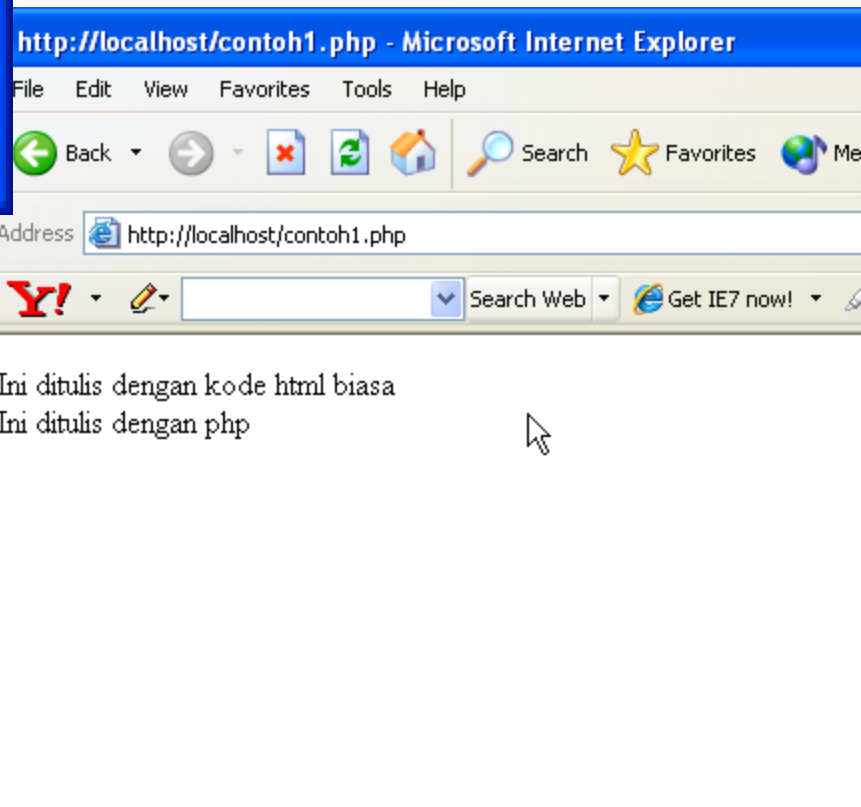 http://localhost/contoh1.php - Microsoft Internet Explorer
File Edit View Favorites Tools Help
Back Search Favorites Me
Address http://localhost/contoh1.php
Y! Search Web Get IE7 now!
Ini ditulis dengan kode html biasa
Ini ditulis dengan php